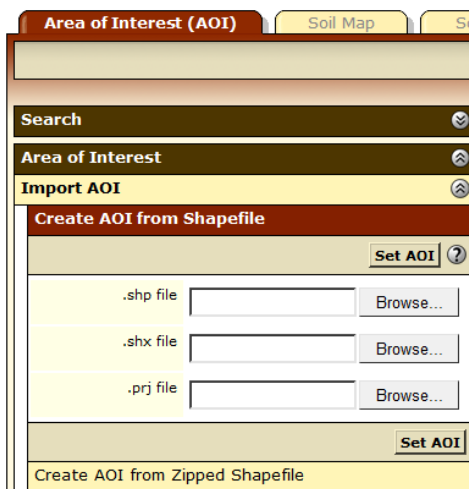 Area of Interest (AOI) Soil Map
Search
Area of Interest
Import AOI
Create AOI from Shapefile
Set AOI ?
.shp file Browse...
.shx file Browse...
.prj file Browse...
Set AOI
Create AOI from Zipped Shapefile